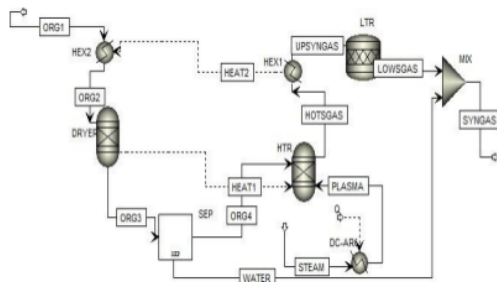 LTR
ORG1
UPSYNGAS
MIX
HEX2
HEAT2
HEX1
LOWSGAS
ORG2
HOTSGAS
SYNGAS
DRYER
HTR
HEAT1
PLASMA
ORG3
SEP
ORG4
Q
DC-ARC
STEAM
WATER